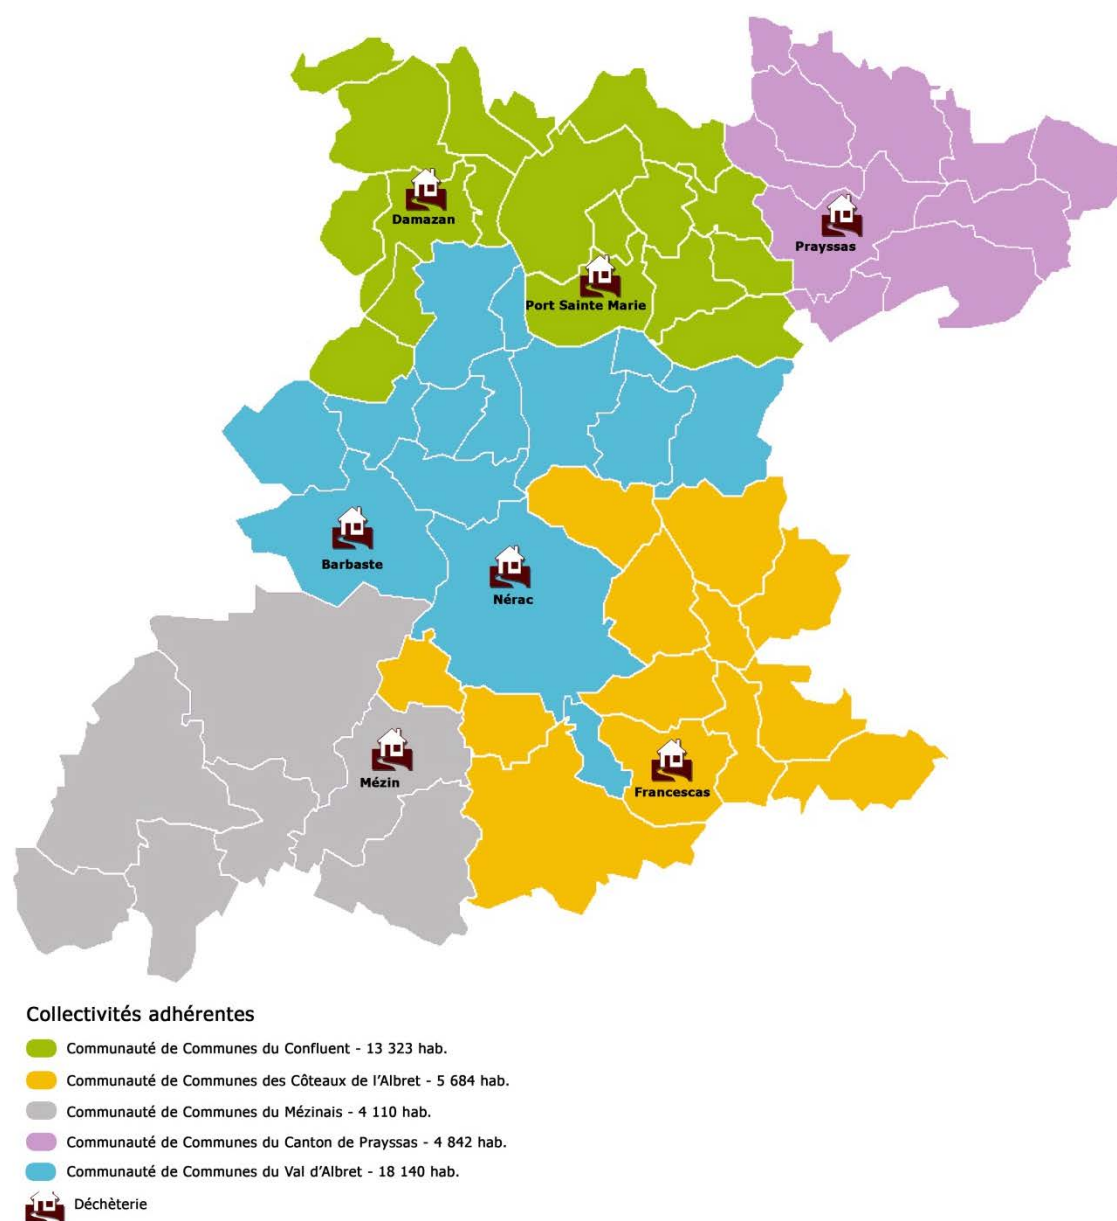 Damazan
Prayssas
Port Sainte Marie
Barbaste
Nérac
Mézin
Francescas
Collectivités adhérentes
Communauté de Communes du Confluent - 13 323 hab.
Communauté de Communes des Côteaux de l'Albret - 5 684 hab.
Communauté de Communes du Mézinais - 4 110 hab.
Communauté de Communes du Canton de Prayssas - 4 842 hab.
Communauté de Communes du Val d'Albret - 18 140 hab.
Déchèterie